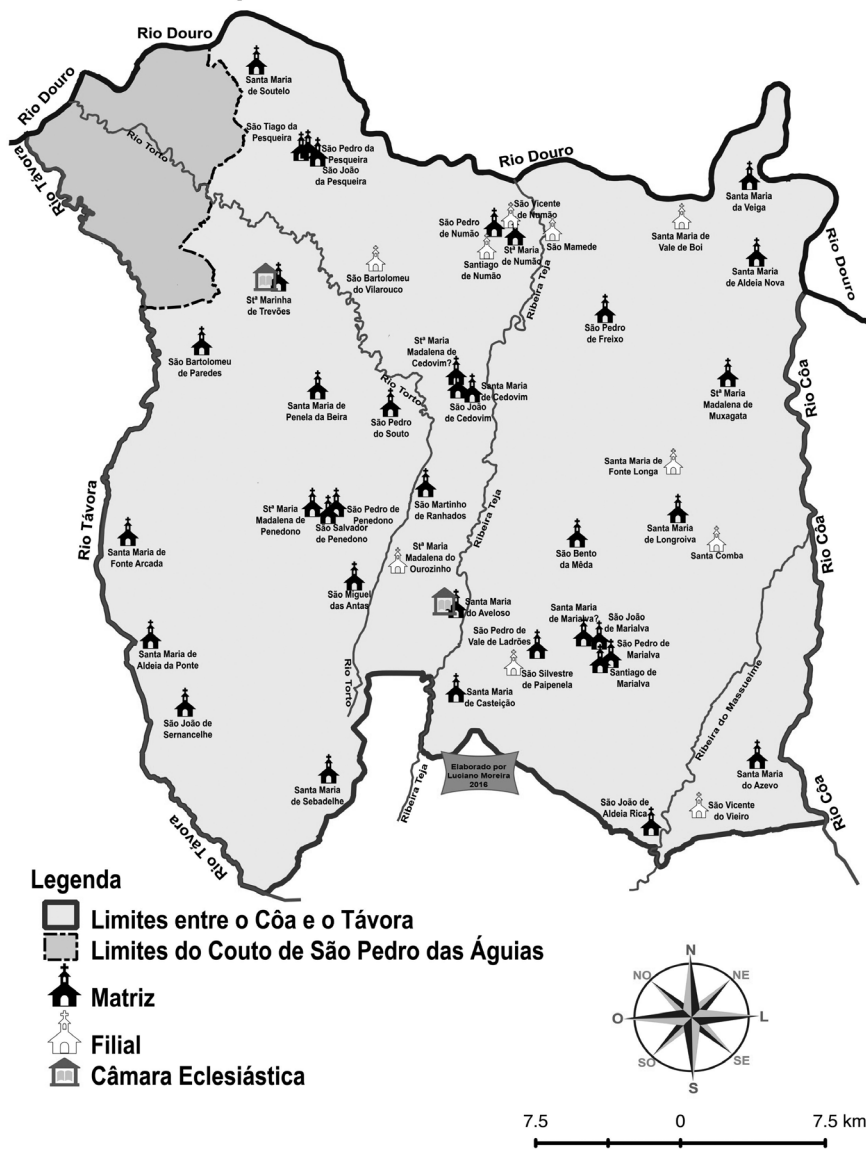 Rio Douro
Rio Douro
Rio Távora
Rio Torto
Santa Maria
de Soutelo
São Tiago da
Pesqueira
São Pedro da
Pesqueira
São João
da Pesqueira
Rio Douro
São Vicente
de Numão
São Pedro
de Numão
Stª Maria
de Numão
Santiago
de Numão
São Mamede
Ribeira Teja
Santa Maria de
Vale de Boi
Santa Maria
da Veiga
Santa Maria
de Aldeia Nova
Rio Douro
São Bartolomeu
do Vilarouco
Stª Marinha
de Trevões
São Bartolomeu
de Paredes
São Pedro
de Freixo
Stª Maria
Madalena de
Cedovim?
Santa Maria
de Cedovim
São João
de Cedovim
Rio Torto
Santa Maria de
Penela da Beira
São Pedro
do Souto
Stª Maria
Madalena de
Muxagata
Rio Côa
Santa Maria de
Fonte Longa
São Martinho
de Ranhados
Ribeira Teja
Stª Maria
Madalena de
Penedono
São Pedro de
Penedono
São Salvador
de Penedono
Rio Távora
Santa Maria de
Fonte Arcada
São Bento
da Mêda
Santa Maria
de Longroiva
Santa Comba
Rio Côa
Stª Maria
Madalena do
Ourozinho
São Miguel
das Antas
Santa Maria
do Aveloso
Santa Maria
de Marialva?
São João
de Marialva
São Pedro de
Marialva
Santiago de
Marialva
São Pedro de
Vale de Ladrões
São Silvestre
de Paipenela
Santa Maria de
Aldeia da Ponte
Rio Torto
Santa Maria
de Casteição
Ribeira do Massueime
São João de
Sernancelhe
Santa Maria
de Sebadelhe
Ribeira Teja
Elaborado por
Luciano Moreira
2016
Santa Maria
do Azevo
São João de
Aldeia Rica
São Vicente
do Vieiro
Rio Côa
Rio Távora
Legenda
Limites entre o Côa e o Távora
Limites do Couto de São Pedro das Águias
Matriz
Filial
Câmara Eclesiástica
N
NO
NE
O
L
SO
SE
S
7.5 0 7.5 km